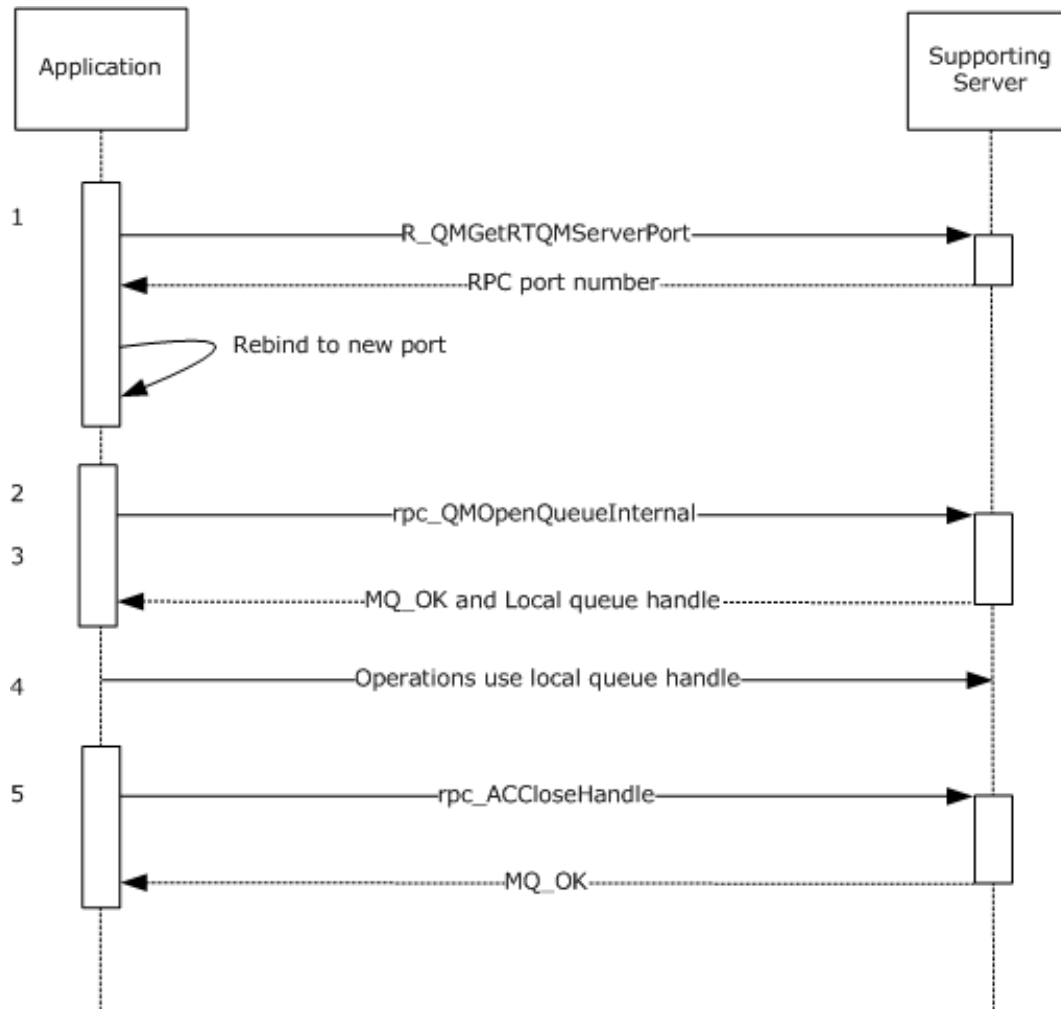 Application
Supporting
Server
1
R_QMGetRTQMServerPort
RPC port number
Rebind to new port
2
rpc_QMOpenQueueInternal
3
MQ_OK and Local queue handle
4
Operations use local queue handle
5
rpc_ACCloseHandle
MQ_OK